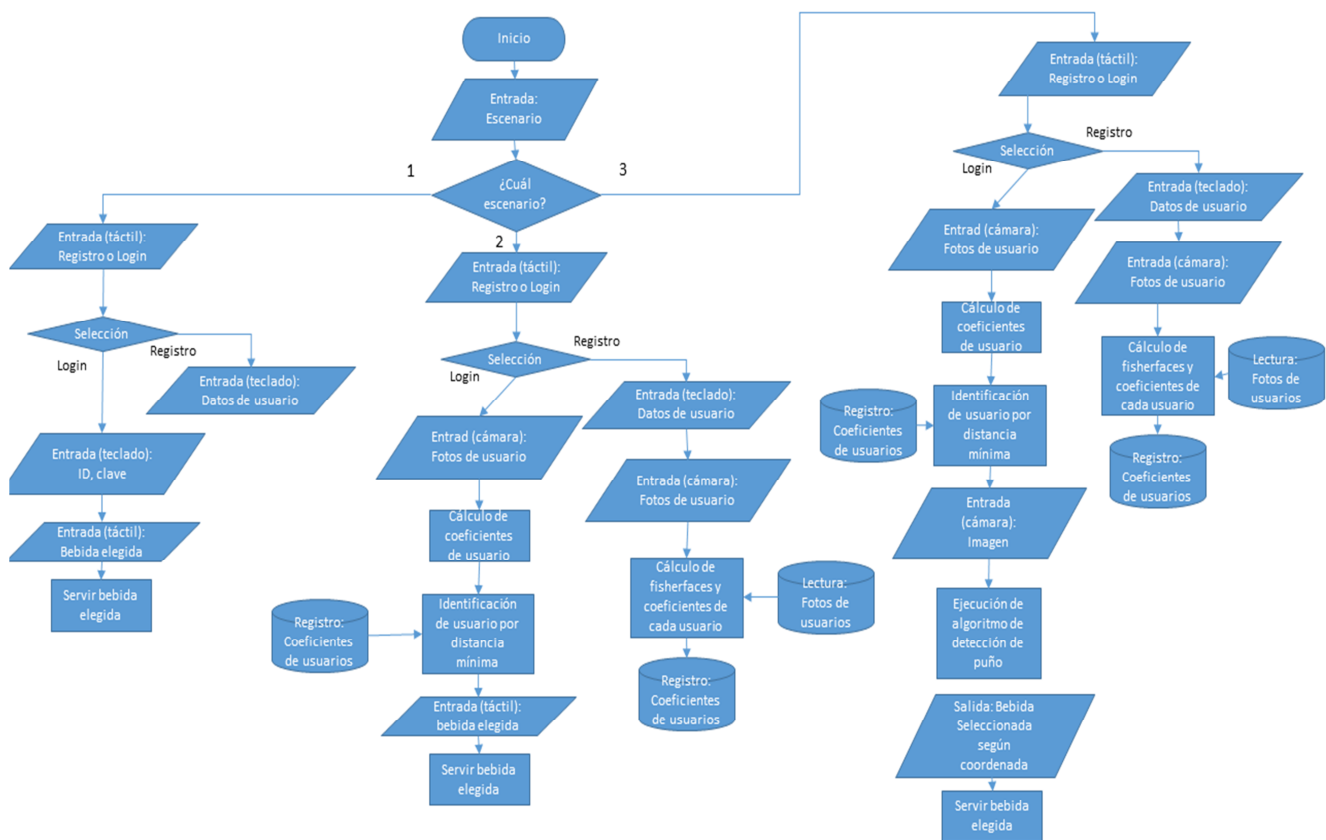 Inicio
Entrada:
Escenario
¿Cuál
escenario?
1
2
3
Entrada (táctil):
Registro o Login
Selección
Login
Registro
Entrada (teclado):
Datos de usuario
Entrada (teclado):
ID, clave
Entrada (táctil):
Bebida elegida
Servir bebida
elegida
Entrada (táctil):
Registro o Login
Selección
Login
Registro
Entrad (cámara):
Fotos de usuario
Cálculo de
coeficientes
de usuario
Registro:
Coeficientes
de usuarios
Identificación
de usuario por
distancia
mínima
Entrada (táctil):
bebida elegida
Servir bebida
elegida
Entrada (teclado):
Datos de usuario
Entrada (cámara):
Fotos de usuario
Cálculo de
fisherfaces y
coeficientes de
cada usuario
Lectura:
Fotos de
usuarios
Registro:
Coeficientes
de usuarios
Entrada (táctil):
Registro o Login
Selección
Login
Registro
Entrad (cámara):
Fotos de usuario
Cálculo de
coeficientes
de usuario
Registro:
Coeficientes
de usuarios
Identificación
de usuario por
distancia
mínima
Entrada
(cámara):
Imagen
Ejecución de
algoritmo de
detección de
puño
Salida: Bebida
Seleccionada
según
coordenada
Servir bebida
elegida
Entrada (teclado):
Datos de usuario
Entrada (cámara):
Fotos de usuario
Cálculo de
fisherfaces y
coeficientes de
cada usuario
Lectura:
Fotos de
usuarios
Registro:
Coeficientes
de usuarios